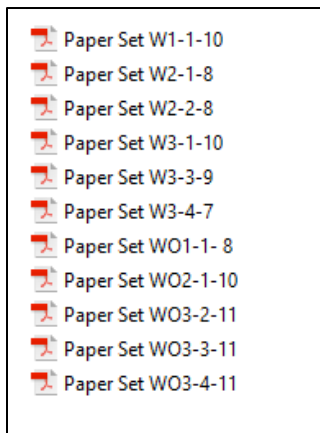 Paper Set W1-1-10
Paper Set W2-1-8
Paper Set W2-2-8
Paper Set W3-1-10
Paper Set W3-3-9
Paper Set W3-4-7
Paper Set WO1-1- 8
Paper Set WO2-1-10
Paper Set WO3-2-11
Paper Set WO3-3-11
Paper Set WO3-4-11